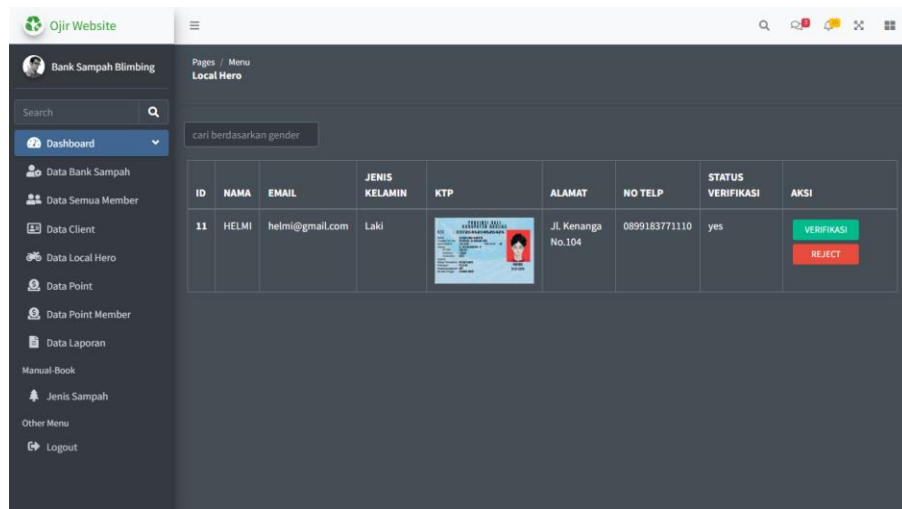 Ojir Website
Bank Sampah Blimbing
Search
Dashboard
Data Bank Sampah
Data Semua Member
Data Client
Data Local Hero
Data Point
Data Point Member
Data Laporan
Manual-Book
Jenis Sampah
Other Menu
Logout
Pages / Menu
Local Hero
cari berdasarkan gender
ID NAMA EMAIL JENIS KELAMIN KTP ALAMAT NO TELP STATUS VERIFIKASI AKSI
11 HELMI helmi@gmail.com Laki Jl. Kenanga No.104 0899183771110 yes VERIFIKASI
REJECT